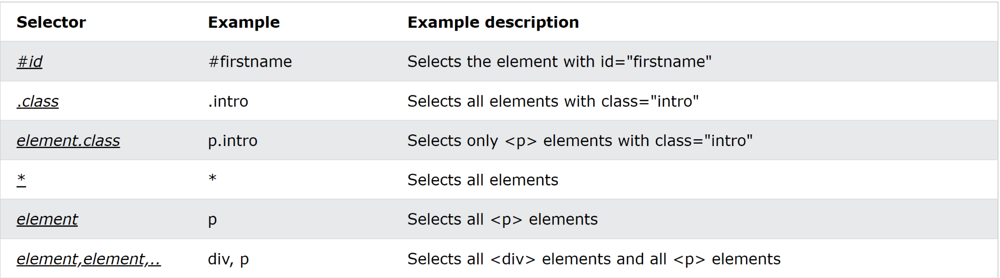 Selector Example Example description
#id #firstname Selects the element with id="firstname"
.class .intro Selects all elements with class="intro"
element.class p.intro Selects only <p> elements with class="intro"
* * Selects all elements
element p Selects all <p> elements
element,element,.. div, p Selects all <div> elements and all <p> elements